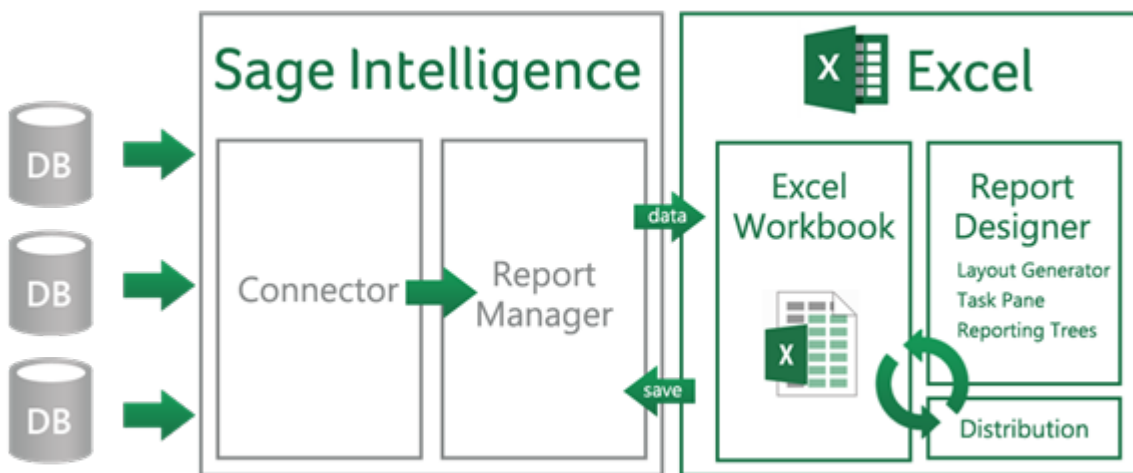 Sage Intelligence
X
Excel
DB
DB
DB
Connector
Report
Manager
data
save
Excel
Workbook
X
Report
Designer
Layout Generator
Task Pane
Reporting Trees
Distribution